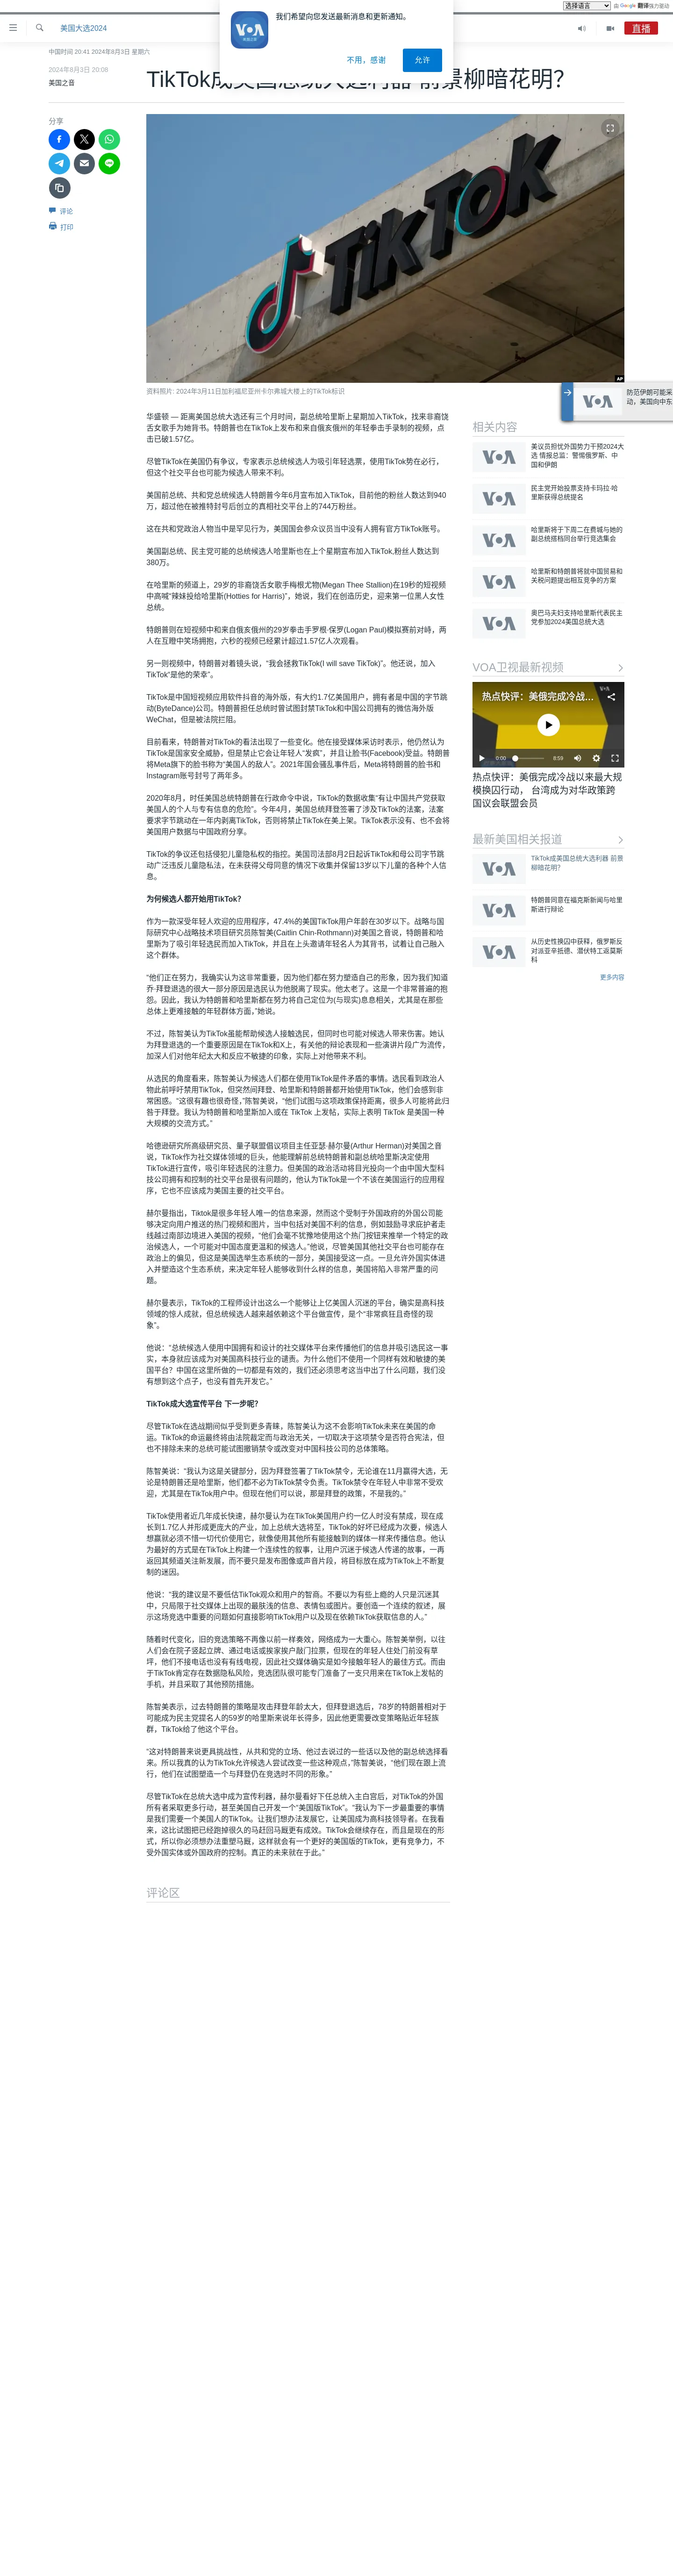 选择语言
由 Google 翻译强力驱动
我们希望向您发送最新消息和更新通知。
不用，感谢
允许
美国大选2024
直播
中国时间 20:41 2024年8月3日 星期六
2024年8月3日 20:08
美国之音
TikTok成美国总统大选利器 前景柳暗花明？
分享
评论
打印
TikTok
AP
资料照片: 2024年3月11日加利福尼亚州卡尔弗城大楼上的TikTok标识
防范伊朗可能采
动，美国向中东
华盛顿 — 距离美国总统大选还有三个月时间，副总统哈里斯上星期加入TikTok，找来非裔饶
舌女歌手为她背书。特朗普也在TikTok上发布和来自俄亥俄州的年轻拳击手录制的视频，点
击已破1.57亿。
尽管TikTok在美国仍有争议，专家表示总统候选人为吸引年轻选票，使用TikTok势在必行，
但这个社交平台也可能为候选人带来不利。
美国前总统、共和党总统候选人特朗普今年6月宣布加入TikTok，目前他的粉丝人数达到940
万，超过他在被推特封号后创立的真相社交平台上的744万粉丝。
这在共和党政治人物当中是罕见行为，美国国会参众议员当中没有人拥有官方TikTok账号。
美国副总统、民主党可能的总统候选人哈里斯也在上个星期宣布加入TikTok,粉丝人数达到
380万。
在哈里斯的频道上，29岁的非裔饶舌女歌手梅根尤物(Megan Thee Stallion)在19秒的短视频
中高喊“辣妹投给哈里斯(Hotties for Harris)”，她说，我们在创造历史，迎来第一位黑人女性
总统。
特朗普则在短视频中和来自俄亥俄州的29岁拳击手罗根·保罗(Logan Paul)模拟赛前对峙，两
人在互瞪中笑场拥抱，六秒的视频已经累计超过1.57亿人次观看。
另一则视频中，特朗普对着镜头说，“我会拯救TikTok(I will save TikTok)”。他还说，加入
TikTok“是他的荣幸”。
TikTok是中国短视频应用软件抖音的海外版，有大约1.7亿美国用户，拥有者是中国的字节跳
动(ByteDance)公司。特朗普担任总统时曾试图封禁TikTok和中国公司拥有的微信海外版
WeChat，但是被法院拦阻。
目前看来，特朗普对TikTok的看法出现了一些变化。他在接受媒体采访时表示，他仍然认为
TikTok是国家安全威胁，但是禁止它会让年轻人“发疯”，并且让脸书(Facebook)受益。特朗普
将Meta旗下的脸书称为“美国人的敌人”。2021年国会骚乱事件后，Meta将特朗普的脸书和
Instagram账号封号了两年多。
2020年8月，时任美国总统特朗普在行政命令中说，TikTok的数据收集“有让中国共产党获取
美国人的个人与专有信息的危险”。今年4月，美国总统拜登签署了涉及TikTok的法案，法案
要求字节跳动在一年内剥离TikTok，否则将禁止TikTok在美上架。TikTok表示没有、也不会将
美国用户数据与中国政府分享。
TikTok的争议还包括侵犯儿童隐私权的指控。美国司法部8月2日起诉TikTok和母公司字节跳
动广泛违反儿童隐私法，在未获得父母同意的情况下收集并保留13岁以下儿童的各种个人信
息。
为何候选人都开始用TikTok？
作为一款深受年轻人欢迎的应用程序，47.4%的美国TikTok用户年龄在30岁以下。战略与国
际研究中心战略技术项目研究员陈智美(Caitlin Chin-Rothmann)对美国之音说，特朗普和哈
里斯为了吸引年轻选民而加入TikTok，并且在上头邀请年轻名人为其背书，试着让自己融入
这个群体。
“他们正在努力，我确实认为这非常重要，因为他们都在努力塑造自己的形象，因为我们知道
乔·拜登退选的很大一部分原因是选民认为他脱离了现实。他太老了。这是一个非常普遍的抱
怨。因此，我认为特朗普和哈里斯都在努力将自己定位为(与现实)息息相关，尤其是在那些
总体上更难接触的年轻群体方面，”她说。
不过，陈智美认为TikTok虽能帮助候选人接触选民，但同时也可能对候选人带来伤害。她认
为拜登退选的一个重要原因是在TikTok和X上，有关他的辩论表现和一些演讲片段广为流传，
加深人们对他年纪太大和反应不敏捷的印象，实际上对他带来不利。
从选民的角度看来，陈智美认为候选人们都在使用TikTok是件矛盾的事情。选民看到政治人
物此前呼吁禁用TikTok，但突然间拜登、哈里斯和特朗普都开始使用TikTok，他们会感到非
常困惑。“这很有趣也很奇怪，”陈智美说，“他们试图与这项政策保持距离，很多人可能将此归
咎于拜登。我认为特朗普和哈里斯加入或在 TikTok 上发帖，实际上表明 TikTok 是美国一种
大规模的交流方式。”
哈德逊研究所高级研究员、量子联盟倡议项目主任亚瑟·赫尔曼(Arthur Herman)对美国之音
说，TikTok作为社交媒体领域的巨头，他能理解前总统特朗普和副总统哈里斯决定使用
TikTok进行宣传，吸引年轻选民的注意力。但美国的政治活动将目光投向一个由中国大型科
技公司拥有和控制的社交平台是很有问题的，他认为TikTok是一个不该在美国运行的应用程
序，它也不应该成为美国主要的社交平台。
赫尔曼指出，Tiktok是很多年轻人唯一的信息来源，然而这个受制于外国政府的外国公司能
够决定向用户推送的热门视频和图片，当中包括对美国不利的信息，例如鼓励寻求庇护者走
线越过南部边境进入美国的视频，“他们会毫不犹豫地使用这个热门按钮来推举一个特定的政
治候选人，一个可能对中国态度更温和的候选人，”他说，尽管美国其他社交平台也可能存在
政治上的偏见，但这是美国选举生态系统的一部分，美国接受这一点。一旦允许外国实体进
入并塑造这个生态系统，来决定年轻人能够收到什么样的信息，美国将陷入非常严重的问
题。
赫尔曼表示，TikTok的工程师设计出这么一个能够让上亿美国人沉迷的平台，确实是高科技
领域的惊人成就，但总统候选人越来越依赖这个平台做宣传，是个“非常疯狂且奇怪的现
象”。
他说：“总统候选人使用中国拥有和设计的社交媒体平台来传播他们的信息并吸引选民这一事
实，本身就应该成为对美国高科技行业的谴责。为什么他们不使用一个同样有效和敏捷的美
国平台？中国在这里所做的一切都是有效的，我们还必须思考这当中出了什么问题，我们没
有想到这个点子，也没有首先开发它。”
TikTok成大选宣传平台 下一步呢？
尽管TikTok在选战期间似乎受到更多青睐，陈智美认为这不会影响TikTok未来在美国的命
运。TikTok的命运最终将由法院裁定而与政治无关，一切取决于这项禁令是否符合宪法，但
也不排除未来的总统可能试图撤销禁令或改变对中国科技公司的总体策略。
陈智美说：“我认为这是关键部分，因为拜登签署了TikTok禁令，无论谁在11月赢得大选，无
论是特朗普还是哈里斯，他们都不必为TikTok禁令负责。TikTok禁令在年轻人中非常不受欢
迎，尤其是在TikTok用户中。但现在他们可以说，那是拜登的政策，不是我的。”
TikTok使用者近几年成长快速，赫尔曼认为在TikTok美国用户约一亿人时没有禁成，现在成
长到1.7亿人并形成更庞大的产业，加上总统大选将至，TikTok的好坏已经成为次要，候选人
想赢就必须不惜一切代价使用它，就像使用其他所有能接触到的媒体一样来传播信息。他认
为最好的方式是在TikTok上构建一个连续性的叙事，让用户沉迷于候选人传递的故事，一再
返回其频道关注新发展，而不要只是发布图像或声音片段，将目标放在成为TikTok上不断复
制的迷因。
他说：“我的建议是不要低估TikTok观众和用户的智商。不要以为有些上瘾的人只是沉迷其
中，只局限于社交媒体上出现的最肤浅的信息、表情包或图片。要创造一个连续的叙述，展
示这场竞选中重要的问题如何直接影响TikTok用户以及现在依赖TikTok获取信息的人。”
随着时代变化，旧的竞选策略不再像以前一样奏效，网络成为一大重心。陈智美举例，以往
人们会在院子竖起立牌、通过电话或挨家挨户敲门拉票，但现在的年轻人住处门前没有草
坪，他们不接电话也没有有线电视，因此社交媒体确实是如今接触年轻人的最佳方式。而由
于TikTok肯定存在数据隐私风险，竞选团队很可能专门准备了一支只用来在TikTok上发帖的
手机，并且采取了其他预防措施。
陈智美表示，过去特朗普的策略是攻击拜登年龄太大，但拜登退选后，78岁的特朗普相对于
可能成为民主党提名人的59岁的哈里斯来说年长得多，因此他更需要改变策略贴近年轻族
群，TikTok给了他这个平台。
“这对特朗普来说更具挑战性，从共和党的立场、他过去说过的一些话以及他的副总统选择看
来。所以我真的认为TikTok允许候选人尝试改变一些这种观点，”陈智美说，“他们现在跟上流
行，他们在试图塑造一个与拜登仍在竞选时不同的形象。”
尽管TikTok在总统大选中成为宣传利器，赫尔曼看好下任总统入主白宫后，对TikTok的外国
所有者采取更多行动，甚至美国自己开发一个“美国版TikTok”。“我认为下一步最重要的事情
是我们需要一个美国人的TikTok。让我们想办法发展它，让美国成为高科技领导者。在我看
来，这比试图把已经跑掉很久的马赶回马厩更有成效。TikTok会继续存在，而且是现在的形
式，所以你必须想办法重塑马厩，这样就会有一个更好的美国版的TikTok，更有竞争力，不
受外国实体或外国政府的控制。真正的未来就在于此。”
评论区
相关内容
美议员担忧外国势力干预2024大
选 情报总监：警惕俄罗斯、中
国和伊朗
民主党开始投票支持卡玛拉·哈
里斯获得总统提名
哈里斯将于下周二在费城与她的
副总统搭档同台举行竞选集会
哈里斯和特朗普将就中国贸易和
关税问题提出相互竞争的方案
奥巴马夫妇支持哈里斯代表民主
党参加2024美国总统大选
VOA卫视最新视频
热点快评：美俄完成冷战...
0:00
8:59
热点快评：美俄完成冷战以来最大规
模换囚行动， 台湾成为对华政策跨
国议会联盟会员
最新美国相关报道
TikTok成美国总统大选利器 前景
柳暗花明？
特朗普同意在福克斯新闻与哈里
斯进行辩论
从历史性换囚中获释，俄罗斯反
对派亚辛抵德、潜伏特工返莫斯
科
更多内容